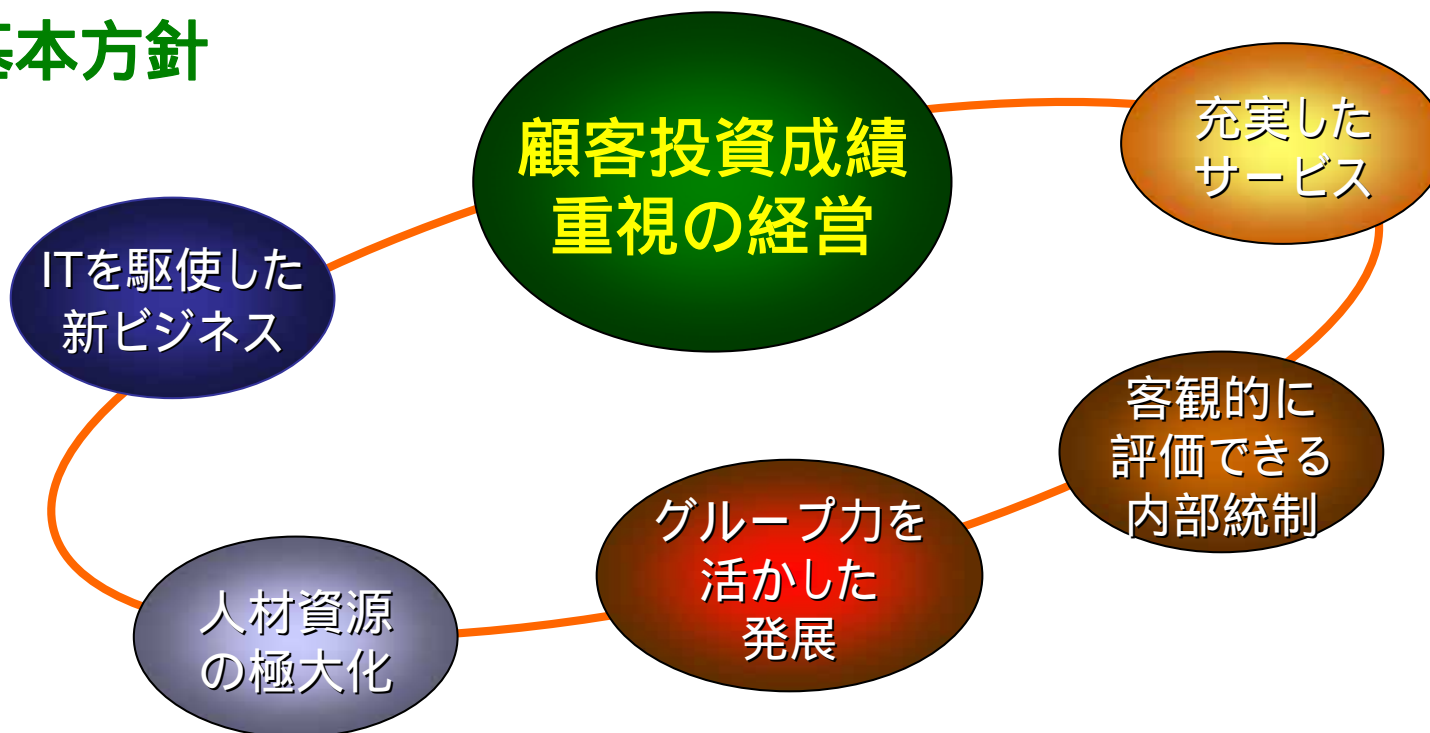 基本方針
顧客投資成績
重視の経営
充実した
サービス
ITを駆使した
新ビジネス
客観的に
評価できる
内部統制
グループ力を
活かした
発展
人材資源
の極大化